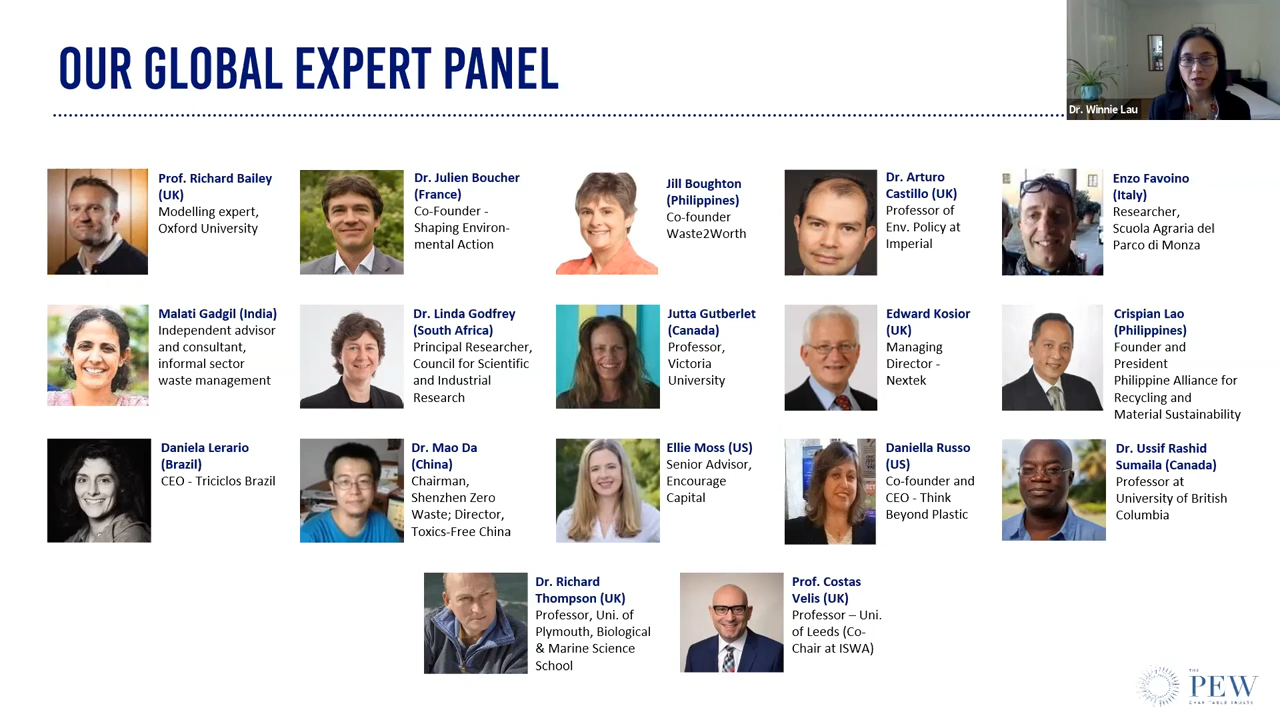 OUR GLOBAL EXPERT PANEL
Dr. Winnie Lau
Prof. Richard Bailey
(UK)
Modelling expert,
Oxford University
Dr. Julien Boucher
(France)
Co-Founder -
Shaping Environ-
mental Action
Jill Boughton
(Philippines)
Co-founder
Waste2Worth
Dr. Arturo
Castillo (UK)
Professor of
Env. Policy at
Imperial
Enzo Favoino
(Italy)
Researcher,
Scuola Agraria del
Parco di Monza
Malati Gadgil (India)
Independent advisor
and consultant,
informal sector
waste management
Dr. Linda Godfrey
(South Africa)
Principal Researcher,
Council for Scientific
and Industrial
Research
Jutta Gutberlet
(Canada)
Professor,
Victoria
University
Edward Kosior
(UK)
Managing
Director -
Nextek
Crispian Lao
(Philippines)
Founder and
President
Philippine Alliance for
Recycling and
Material Sustainability
Daniela Lerario
(Brazil)
CEO - Triciclos Brazil
Dr. Mao Da
(China)
Chairman,
Shenzhen Zero
Waste; Director,
Toxics-Free China
Ellie Moss (US)
Senior Advisor,
Encourage
Capital
Daniella Russo
(US)
Co-founder and
CEO - Think
Beyond Plastic
Dr. Ussif Rashid
Sumaila (Canada)
Professor at
University of British
Columbia
Dr. Richard
Thompson (UK)
Professor, Uni. of
Plymouth, Biological
& Marine Science
School
Prof. Costas
Velis (UK)
Professor – Uni.
of Leeds (Co-
Chair at ISWA)
THE
PEW
CHARITABLE TRUSTS